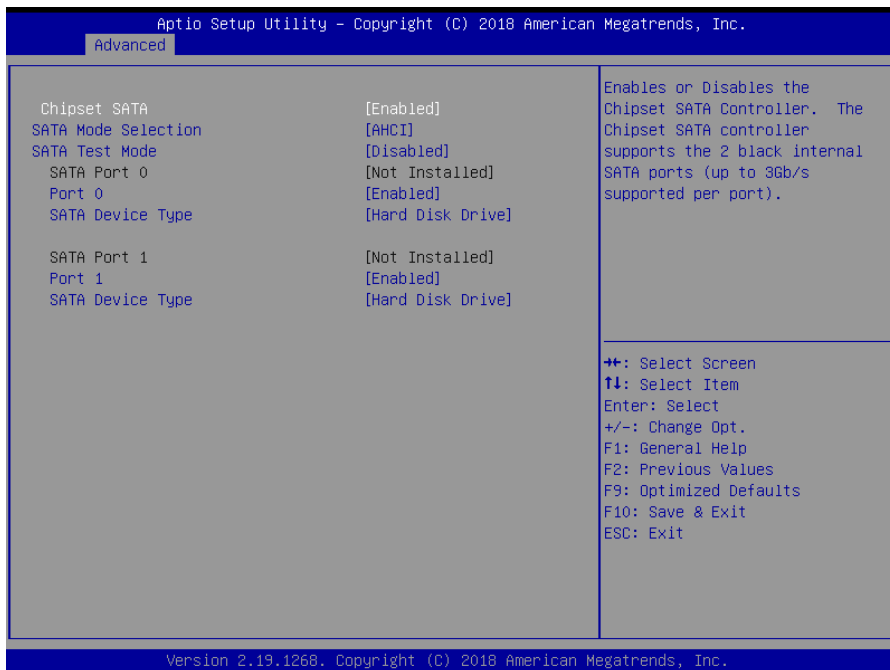 Aptio Setup Utility – Copyright (C) 2018 American Megatrends, Inc.
Advanced
Chipset SATA [Enabled]
SATA Mode Selection [AHCI]
SATA Test Mode [Disabled]
SATA Port 0 [Not Installed]
Port 0 [Enabled]
SATA Device Type [Hard Disk Drive]
SATA Port 1 [Not Installed]
Port 1 [Enabled]
SATA Device Type [Hard Disk Drive]
Enables or Disables the
Chipset SATA Controller. The
Chipset SATA controller
supports the 2 black internal
SATA ports (up to 3Gb/s
supported per port).
→←: Select Screen
↑↓: Select Item
Enter: Select
+/-: Change Opt.
F1: General Help
F2: Previous Values
F9: Optimized Defaults
F10: Save & Exit
ESC: Exit
Version 2.19.1268. Copyright (C) 2018 American Megatrends, Inc.